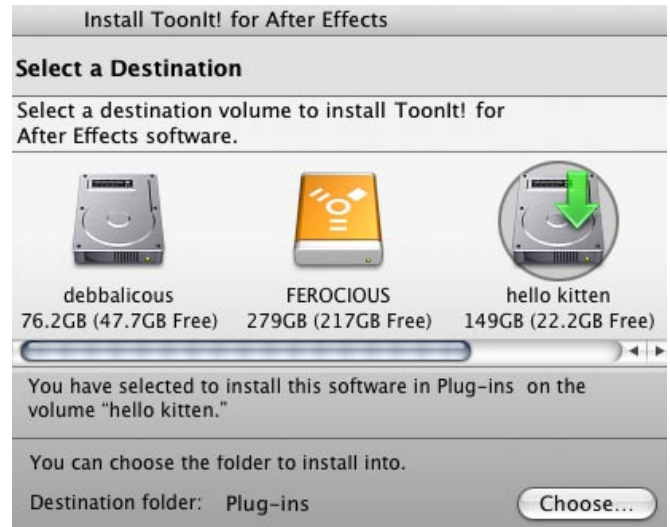 Install ToonIt! for After Effects
Select a Destination
Select a destination volume to install ToonIt! for
After Effects software.
debbalicous
76.2GB (47.7GB Free)
FEROCIOUS
279GB (217GB Free)
hello kitten
149GB (22.2GB Free)
You have selected to install this software in Plug-ins on the
volume “hello kitten.”
You can choose the folder to install into.
Destination folder: Plug-ins
Choose...